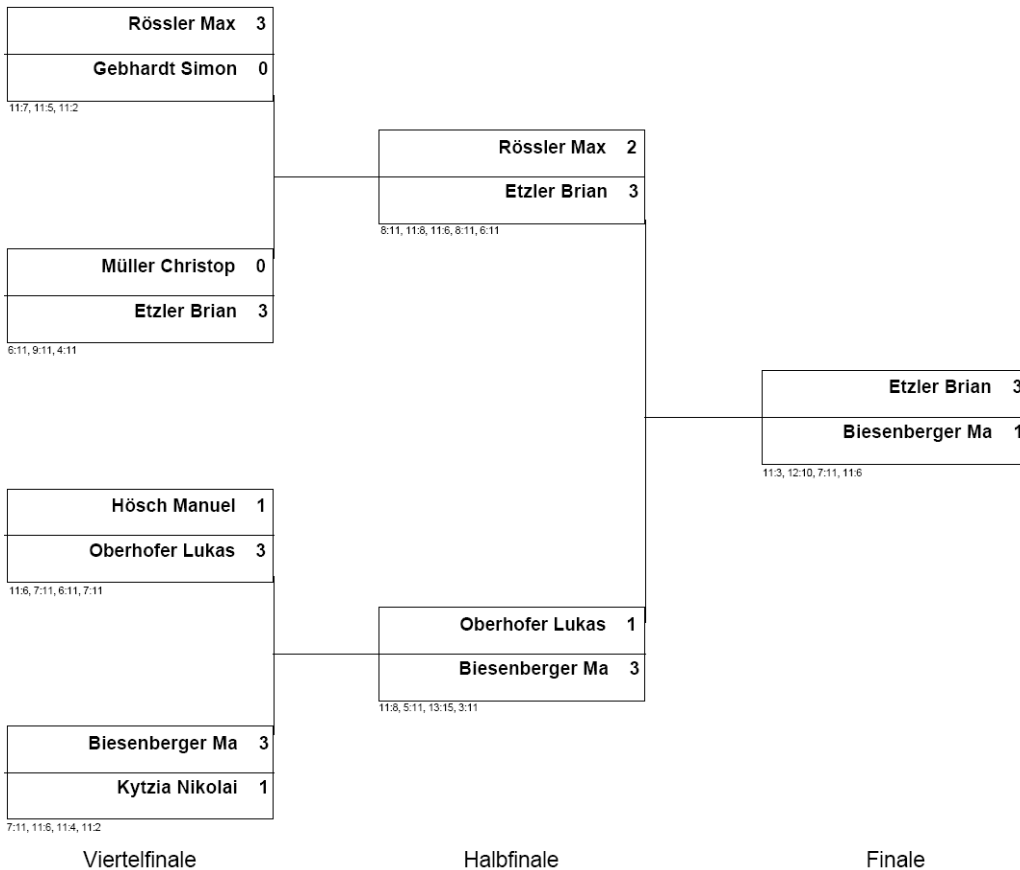 Rössler Max 3
Gebhardt Simon 0
11:7, 11:5, 11:2
Müller Christop 0
Etzler Brian 3
6:11, 9:11, 4:11
Hösch Manuel 1
Oberhofer Lukas 3
11:6, 7:11, 6:11, 7:11
Biesenberger Ma 3
Kytzia Nikolai 1
7:11, 11:6, 11:4, 11:2
Viertelfinale
Rössler Max 2
Etzler Brian 3
8:11, 11:8, 11:6, 8:11, 6:11
Oberhofer Lukas 1
Biesenberger Ma 3
11:8, 5:11, 13:15, 3:11
Halbfinale
Etzler Brian 3
Biesenberger Ma 1
11:3, 12:10, 7:11, 11:6
Finale